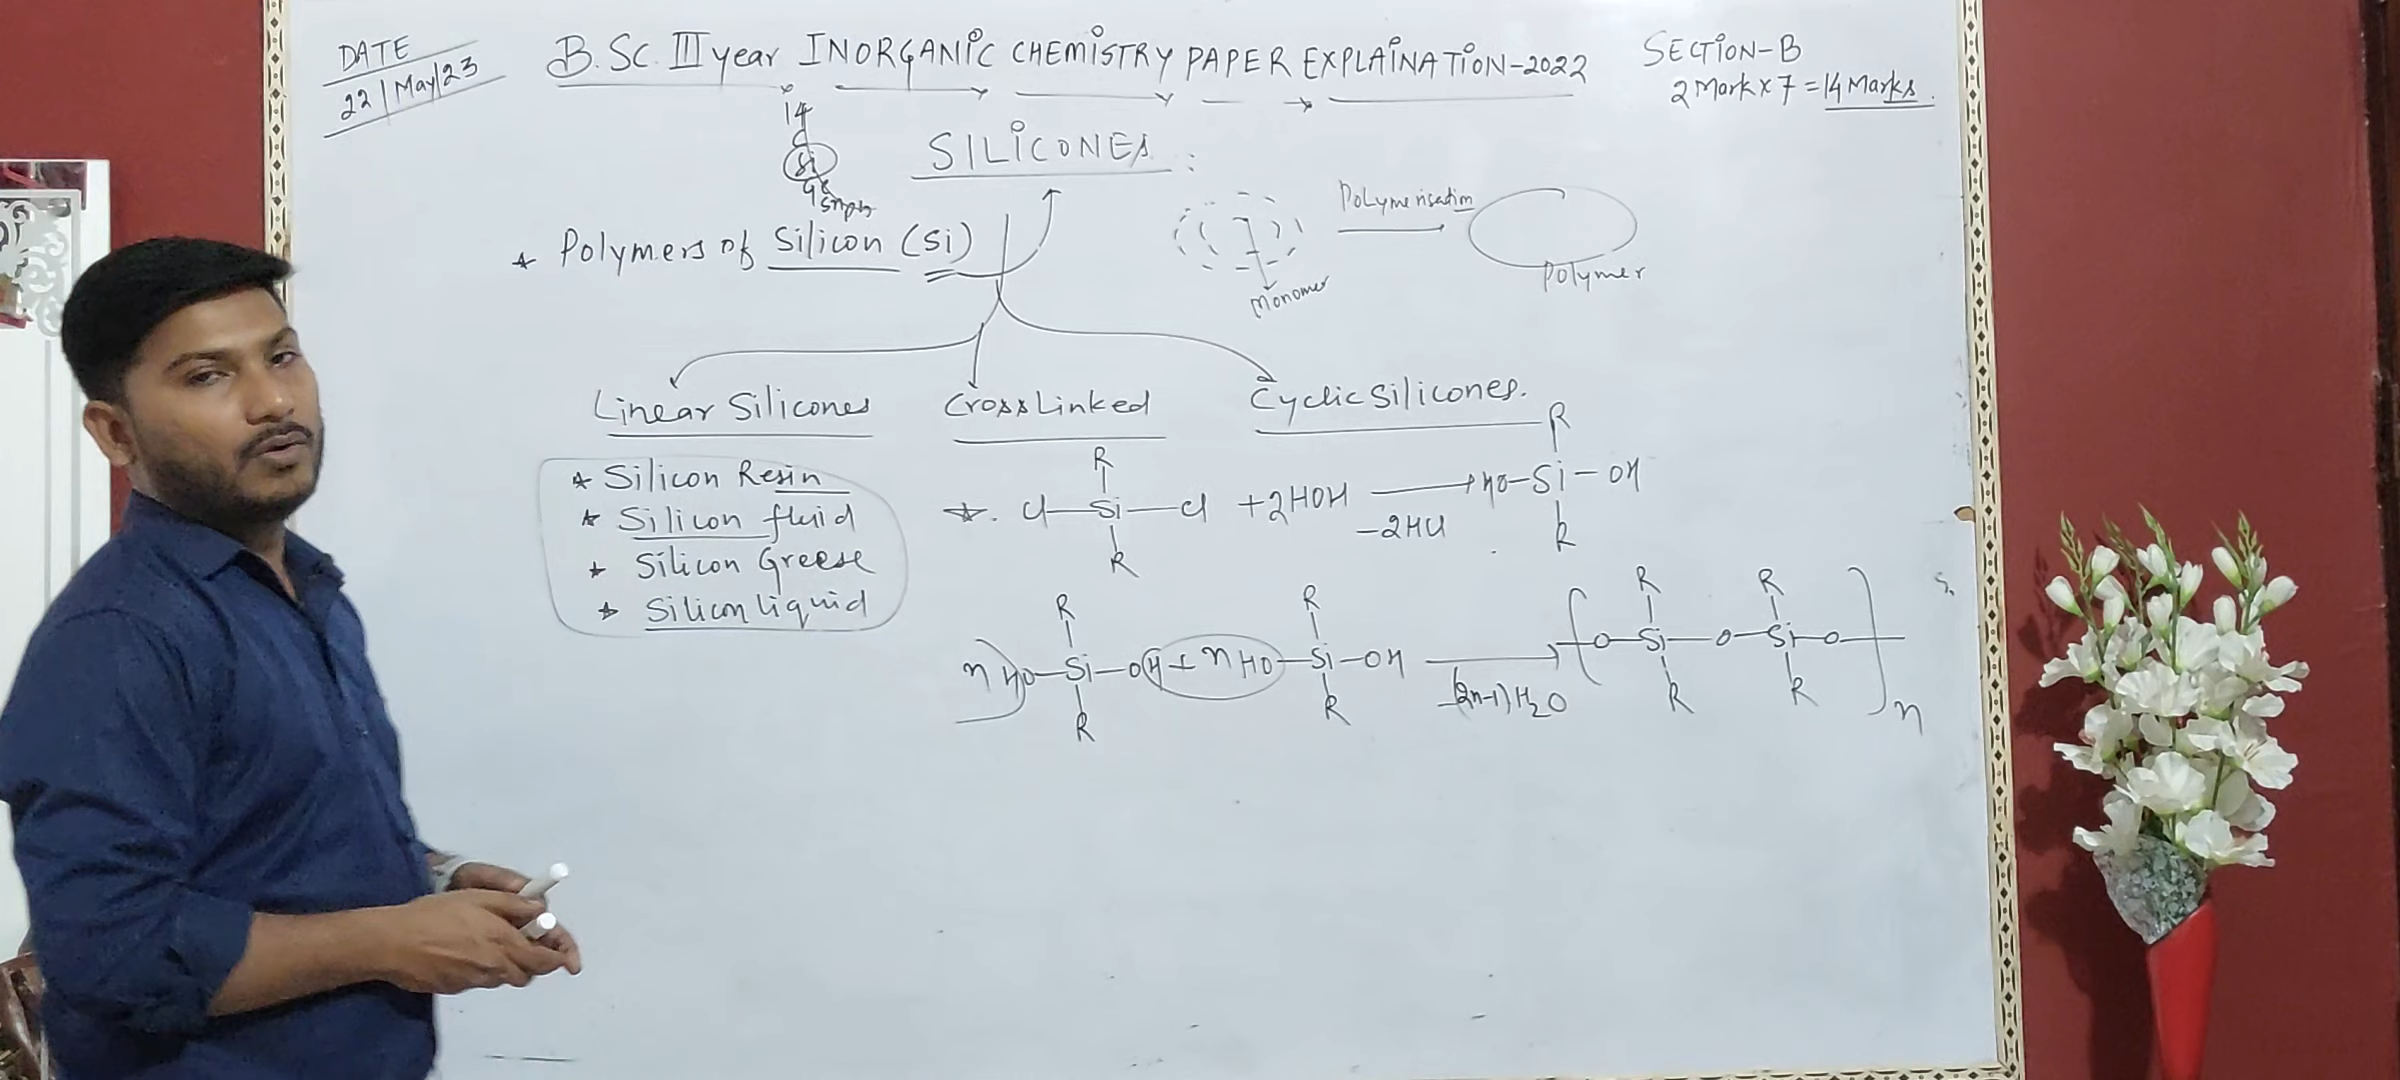 DATE
22/May/23
B.Sc. III year INORGANIC CHEMISTRY PAPER EXPLAINATION-2022
SECTION-B
2 Mark x 7 = 14 Marks.
14
Si
SILICONES :
* Polymers of Silicon (Si)
Polymerisation
Monomer
Polymer
Linear Silicones
Cross Linked
Cyclic Silicones.
* Silicon Resin
* Silicon fluid
* Silicon Greese
* Silicon liquid
R
R
*. Cl—Si—Cl + 2HOH → HO—Si—OH
-2HCl
R
R
R R R R
n HO—Si—OH + n HO—Si—OH → [O—Si—O—Si—O]n
-(2n-1)H2O
R R R R